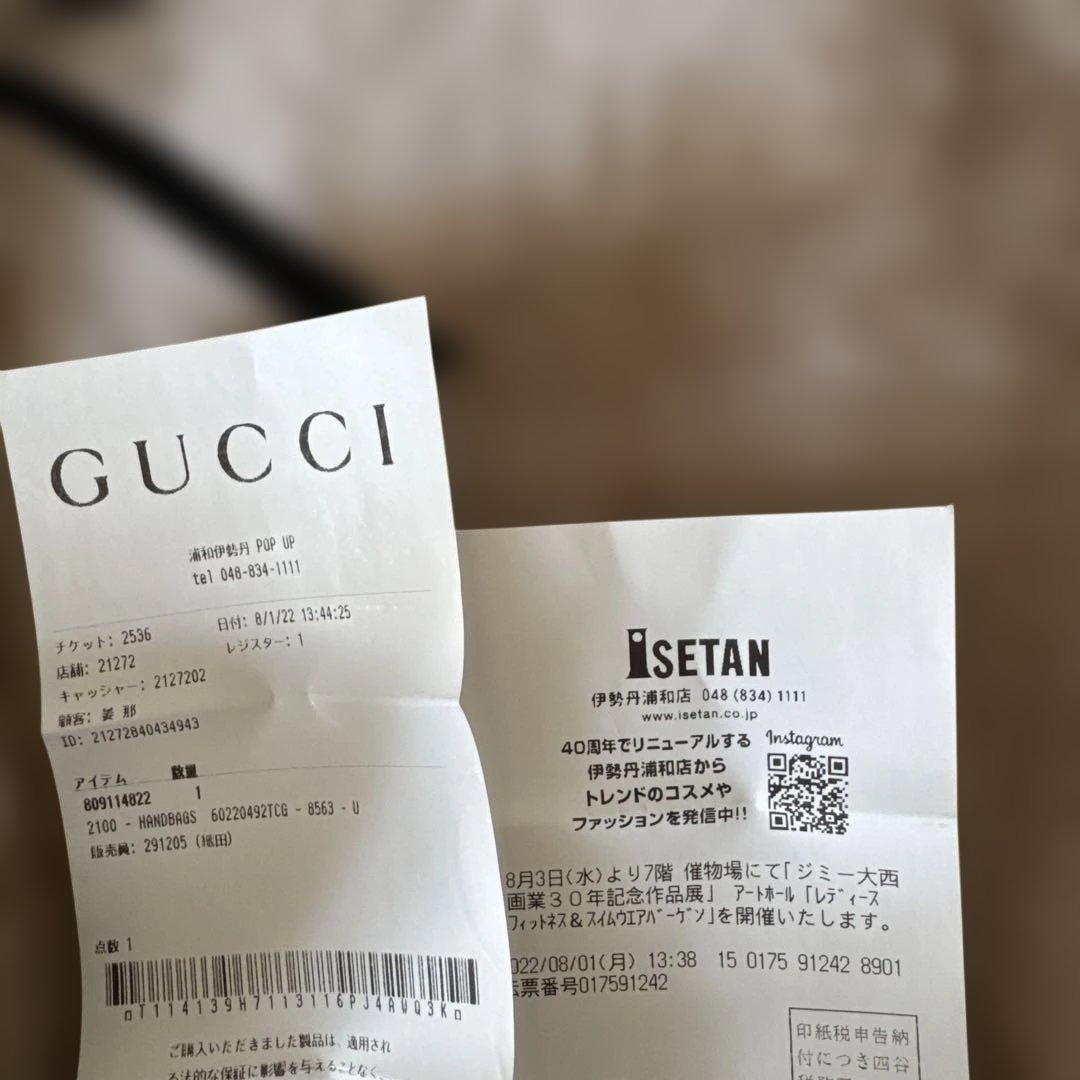 GUCCI
浦和伊勢丹 POP UP
tel 048-834-1111
チケット: 2536
日付: 8/1/22 13:44:25
店舗: 21272
レジスター: 1
キャッシャー: 2127202
顧客: 姜 那
ID: 21272840434943
アイテム 数量
809114822 1
2100 - HANDBAGS 60220492TCG - 8563 - U
販売員: 291205 (織田)
点数 1
T114139H7113116PJ4AWQ3K
ご購入いただきました製品は、適用され
る法的な保証に影響を与えることなく、
ISETAN
伊勢丹浦和店 048 (834) 1111
www.isetan.co.jp
40周年でリニューアルする
伊勢丹浦和店から
トレンドのコスメや
ファッションを発信中!!
Instagram
8月3日(水)より7階 催物場にて「ジミー大西
画業30年記念作品展」 アートホール「レディース
フィットネス&スイムウエアバーゲン」を開催いたします。
022/08/01(月) 13:38 15 0175 91242 8901
伝票番号017591242
印紙税申告納
付につき四谷